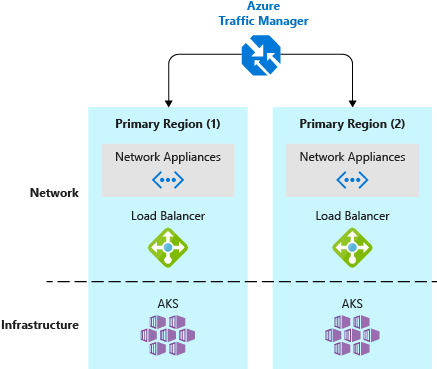 Azure
Traffic Manager
Primary Region (1)
Primary Region (2)
Network Appliances
Network Appliances
Network
Load Balancer
Load Balancer
AKS
AKS
Infrastructure